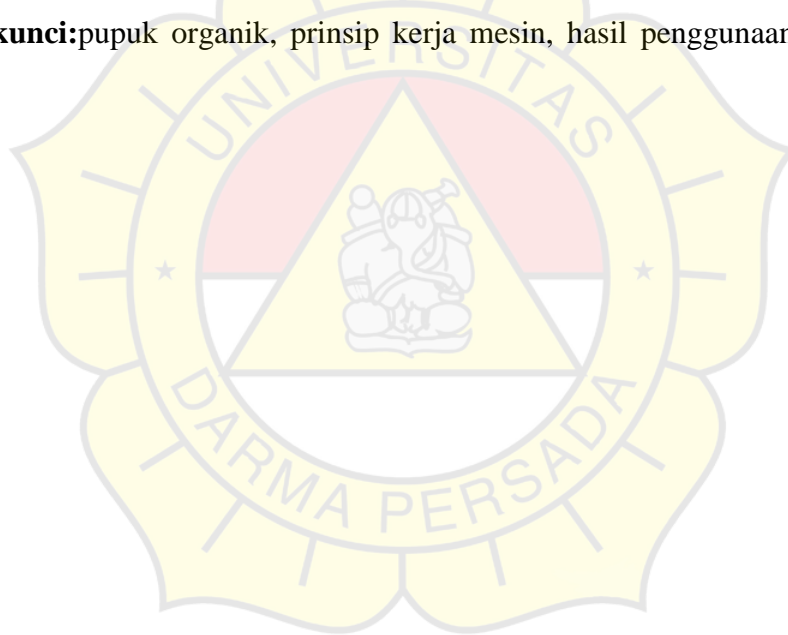 kunci:pupuk organik, prinsip kerja mesin, hasil penggunaan
UNIVERSITAS
DARMA PERSADA